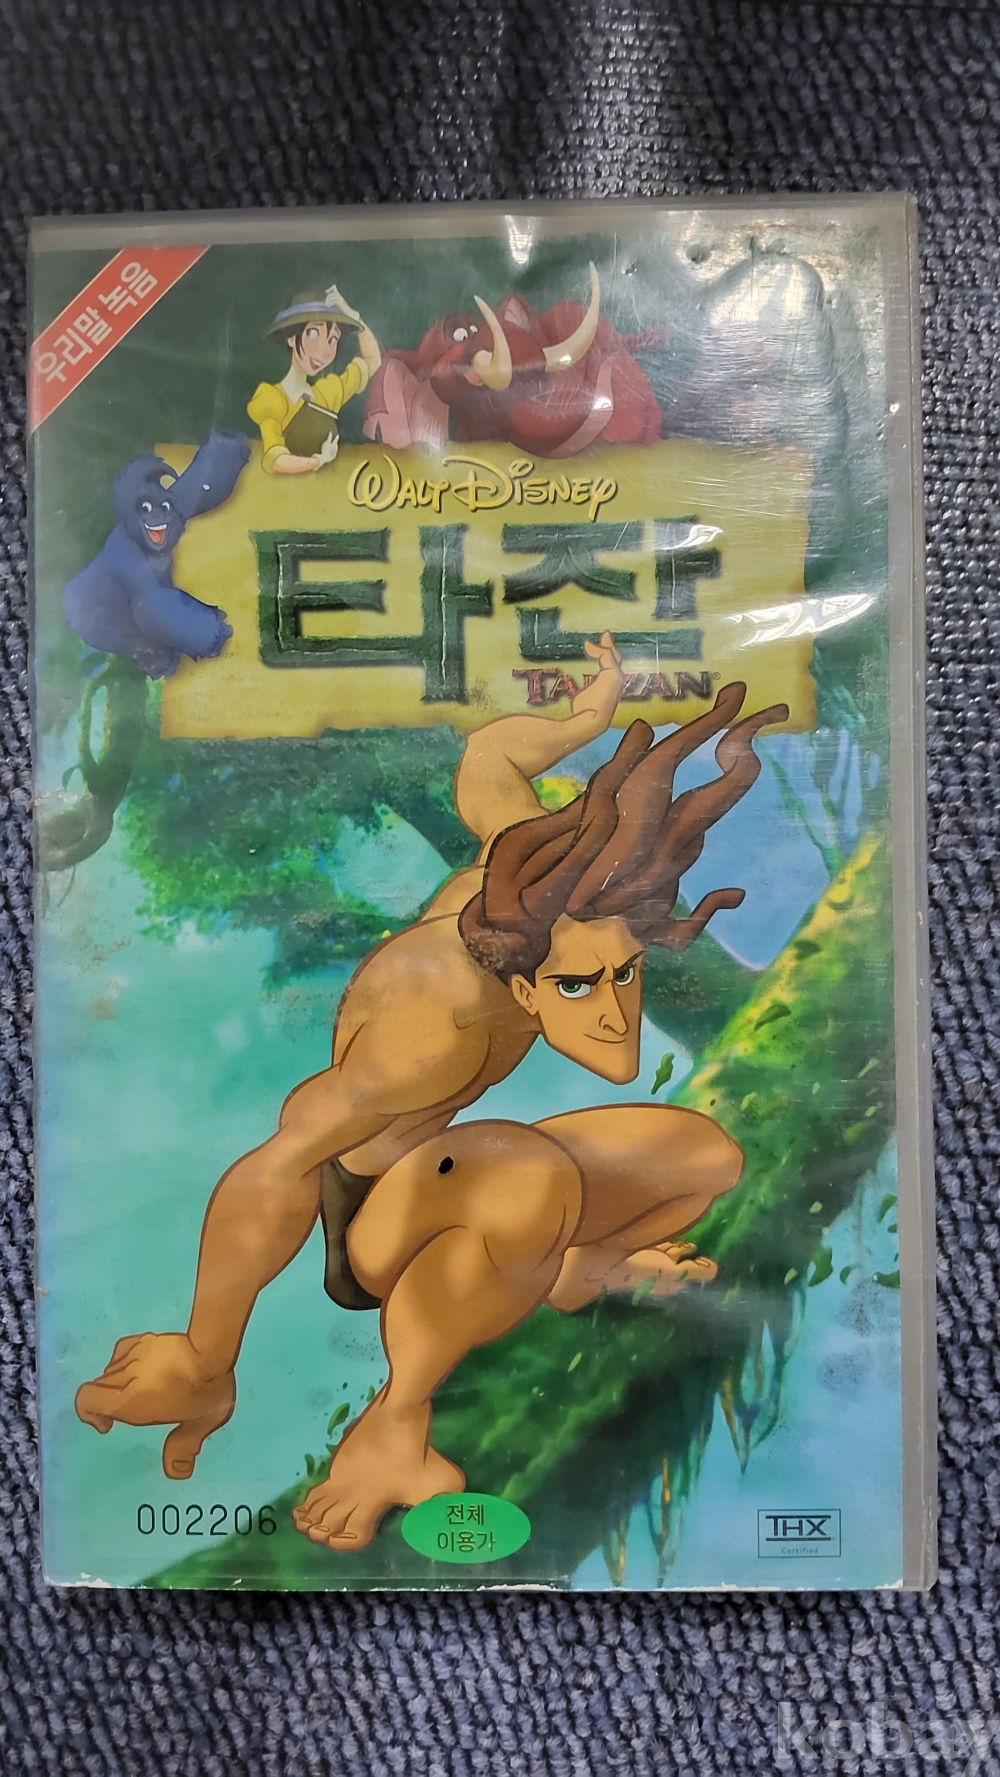 우리말 녹음
WALT DISNEY
타잔
TARZAN®
002206
전체
이용가
THX
Certified
kobay